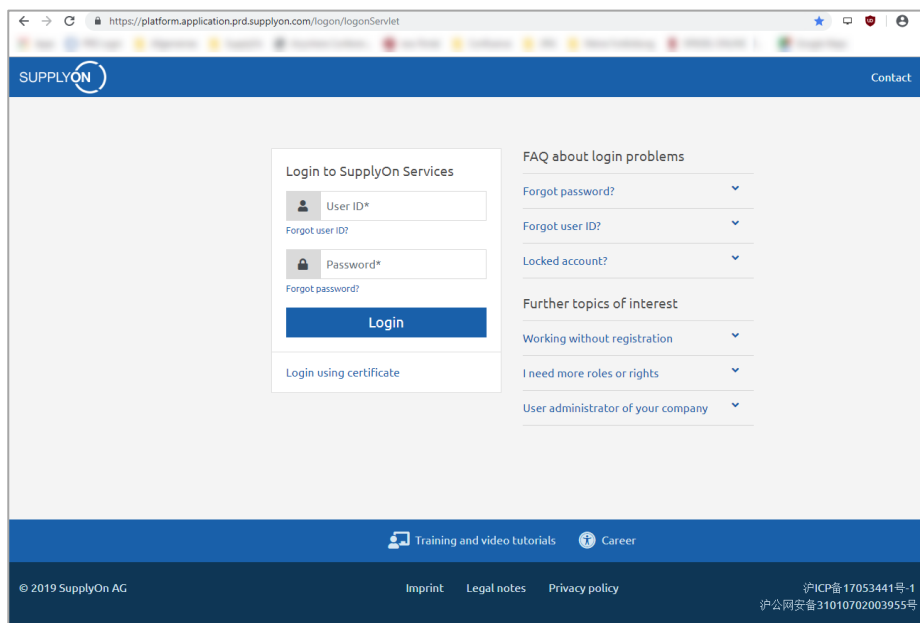 https://platform.application.prd.supplyon.com/logon/logonServlet
SUPPLYON
Contact
Login to SupplyOn Services
User ID*
Forgot user ID?
Password*
Forgot password?
Login
Login using certificate
FAQ about login problems
Forgot password?
Forgot user ID?
Locked account?
Further topics of interest
Working without registration
I need more roles or rights
User administrator of your company
Training and video tutorials
Career
© 2019 SupplyOn AG
Imprint
Legal notes
Privacy policy
沪ICP备17053441号-1
沪公网安备31010702003955号